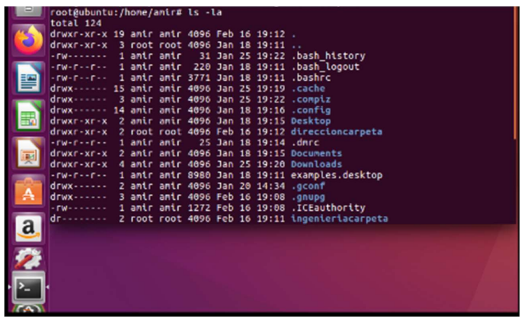 root@ubuntu:/home/amir# ls -la
total 124
drwxr-xr-x 19 amir amir 4096 Feb 16 19:12 .
drwxr-xr-x 3 root root 4096 Jan 18 19:11 ..
-rw------- 1 amir amir 31 Jan 25 19:22 .bash_history
-rw-r--r-- 1 amir amir 220 Jan 18 19:11 .bash_logout
-rw-r--r-- 1 amir amir 3771 Jan 18 19:11 .bashrc
drwx------ 15 amir amir 4096 Jan 25 19:19 .cache
drwx------ 3 amir amir 4096 Jan 25 19:22 .compiz
drwx------ 14 amir amir 4096 Jan 18 19:16 .config
drwxr-xr-x 2 amir amir 4096 Jan 18 19:15 Desktop
drwxr-xr-x 2 root root 4096 Feb 16 19:12 direccioncarpeta
-rw-r--r-- 1 amir amir 25 Jan 18 19:14 .dmrc
drwxr-xr-x 2 amir amir 4096 Jan 18 19:15 Documents
drwxr-xr-x 4 amir amir 4096 Jan 25 19:20 Downloads
-rw-r--r-- 1 amir amir 8980 Jan 18 19:11 examples.desktop
drwx------ 2 amir amir 4096 Jan 20 14:34 .gconf
drwx------ 3 amir amir 4096 Feb 16 19:08 .gnupg
-rw------- 1 amir amir 1272 Feb 16 19:08 .ICEauthority
dr-------- 2 root root 4096 Feb 16 19:11 ingenieriacarpeta